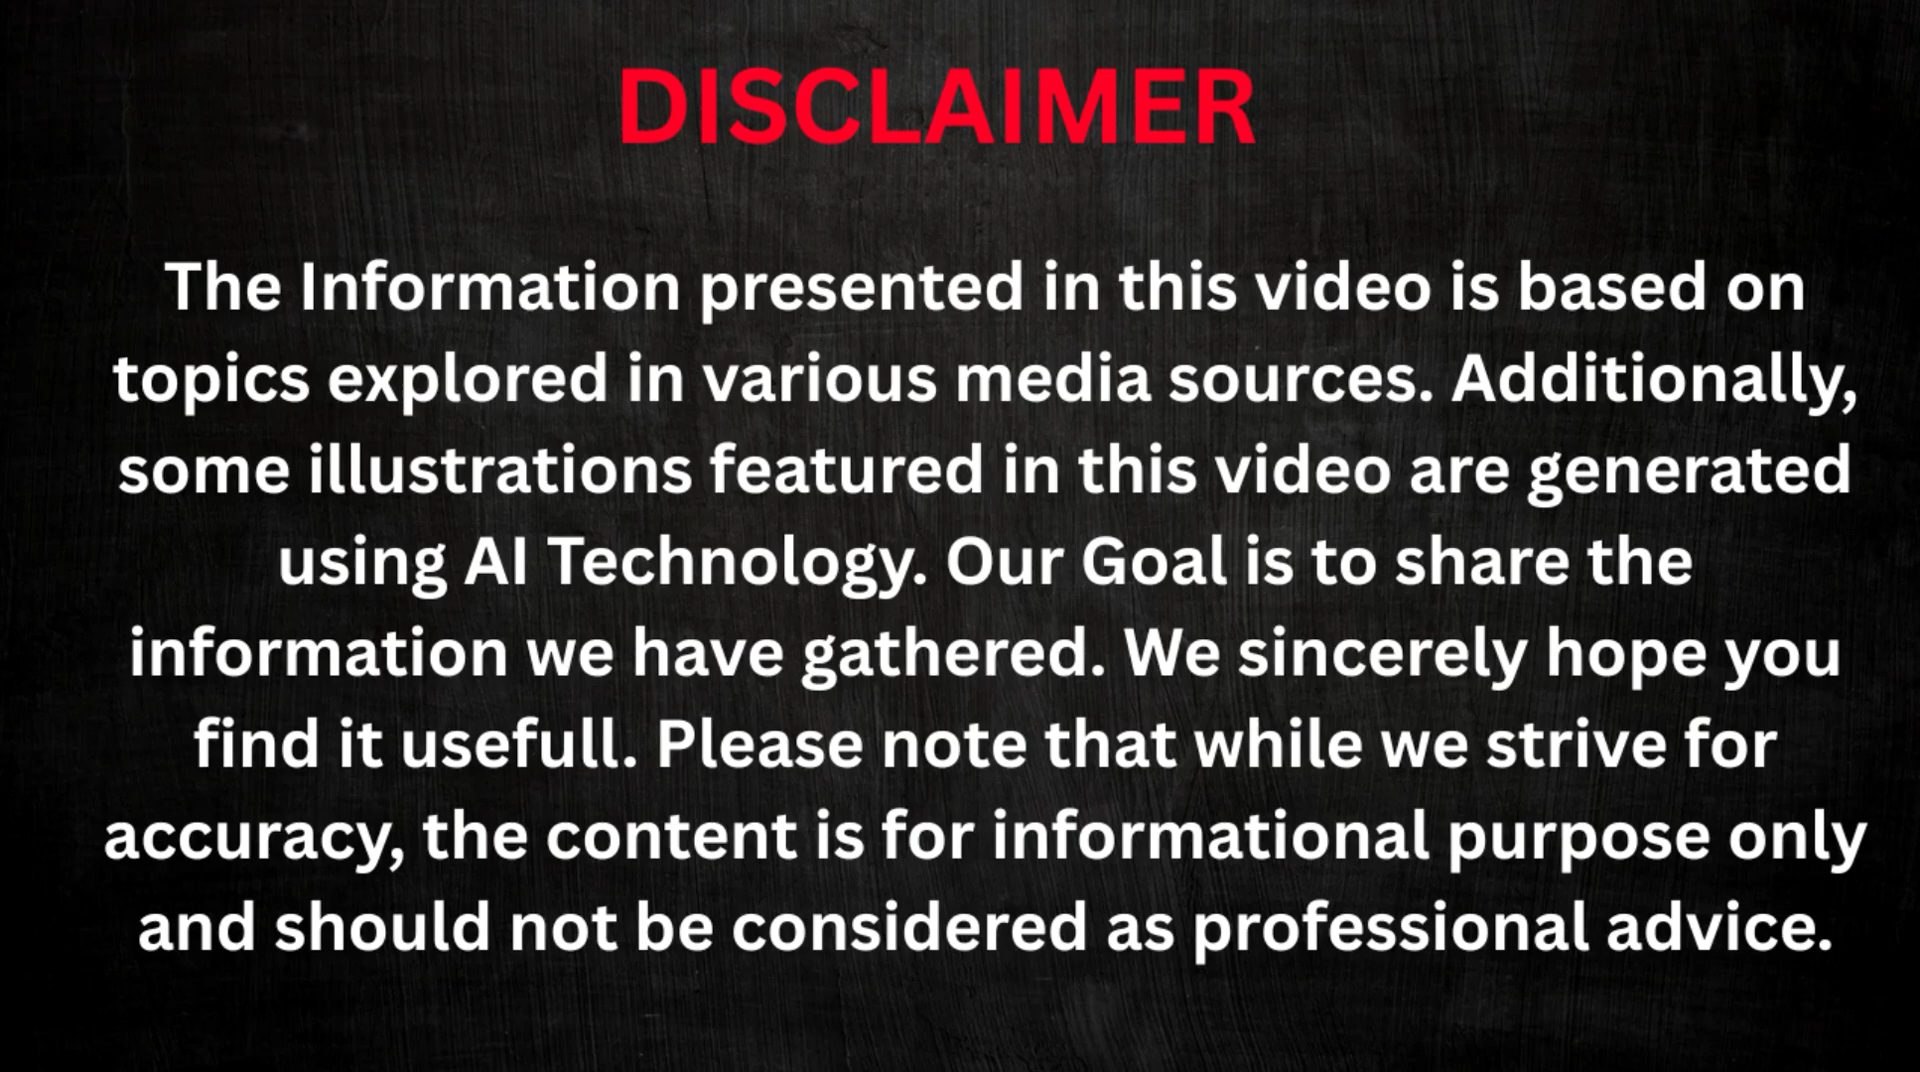 DISCLAIMER
The Information presented in this video is based on
topics explored in various media sources. Additionally,
some illustrations featured in this video are generated
using AI Technology. Our Goal is to share the
information we have gathered. We sincerely hope you
find it usefull. Please note that while we strive for
accuracy, the content is for informational purpose only
and should not be considered as professional advice.